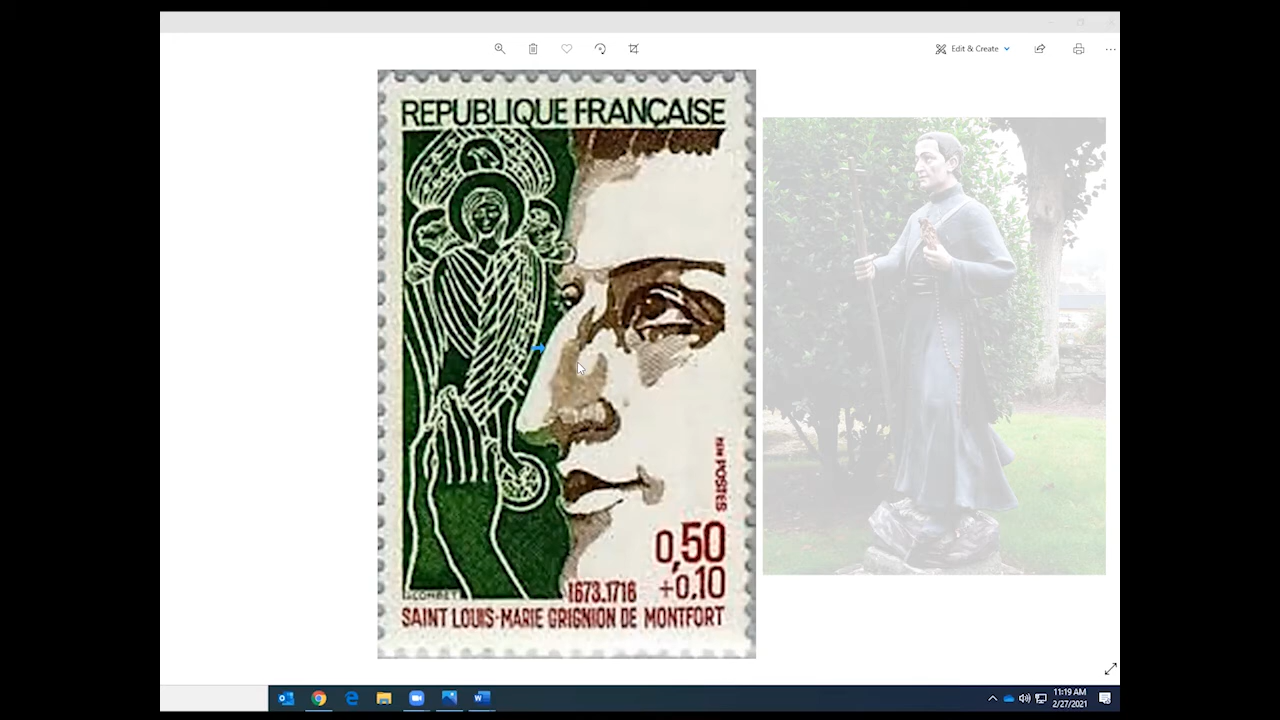 Edit & Create
REPUBLIQUE FRANÇAISE
POSTES
0,50
+0,10
1673.1716
SAINT LOUIS-MARIE GRIGNION DE MONTFORT
11:19 AM
2/27/2021